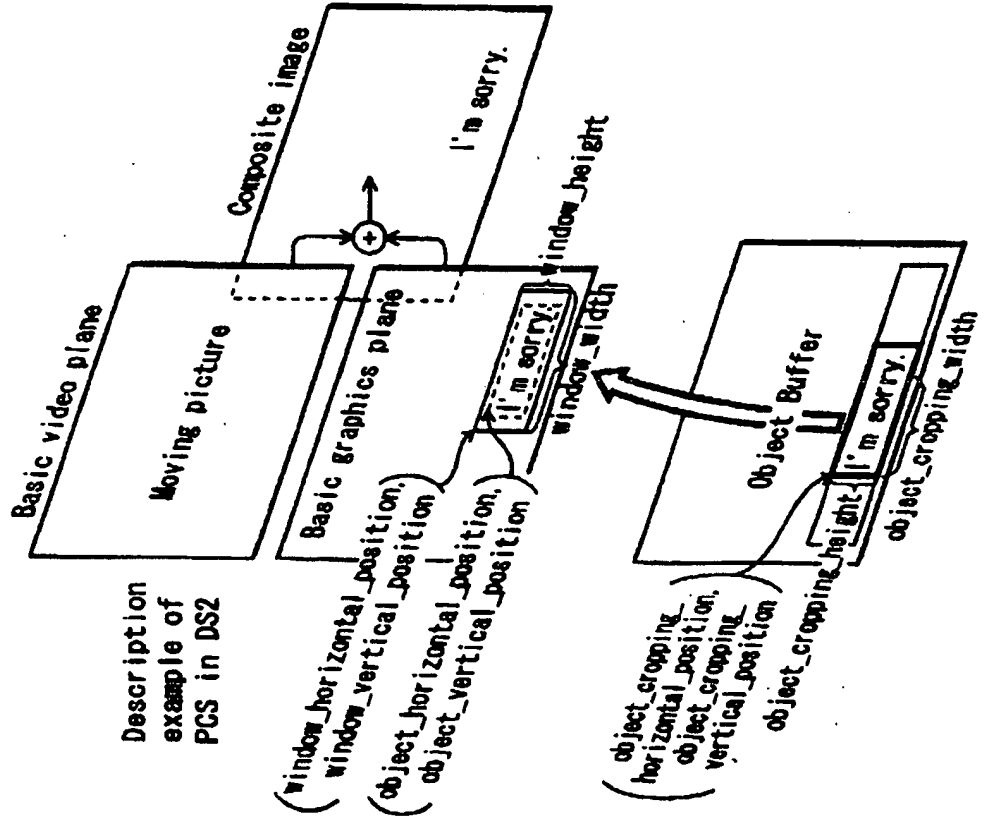 Description
example of
PCS in DS2
Basic video plane
Moving picture
Composite image
I'm sorry.
+
Basic graphics plane
(window_horizontal_position,
window_vertical_position)
(object_horizontal_position,
object_vertical_position)
I'm sorry.
window_height
window_width
Object Buffer
I'm sorry.
(object_cropping_
horizontal_position,
object_cropping_
vertical_position)
object_cropping_height
object_cropping_width